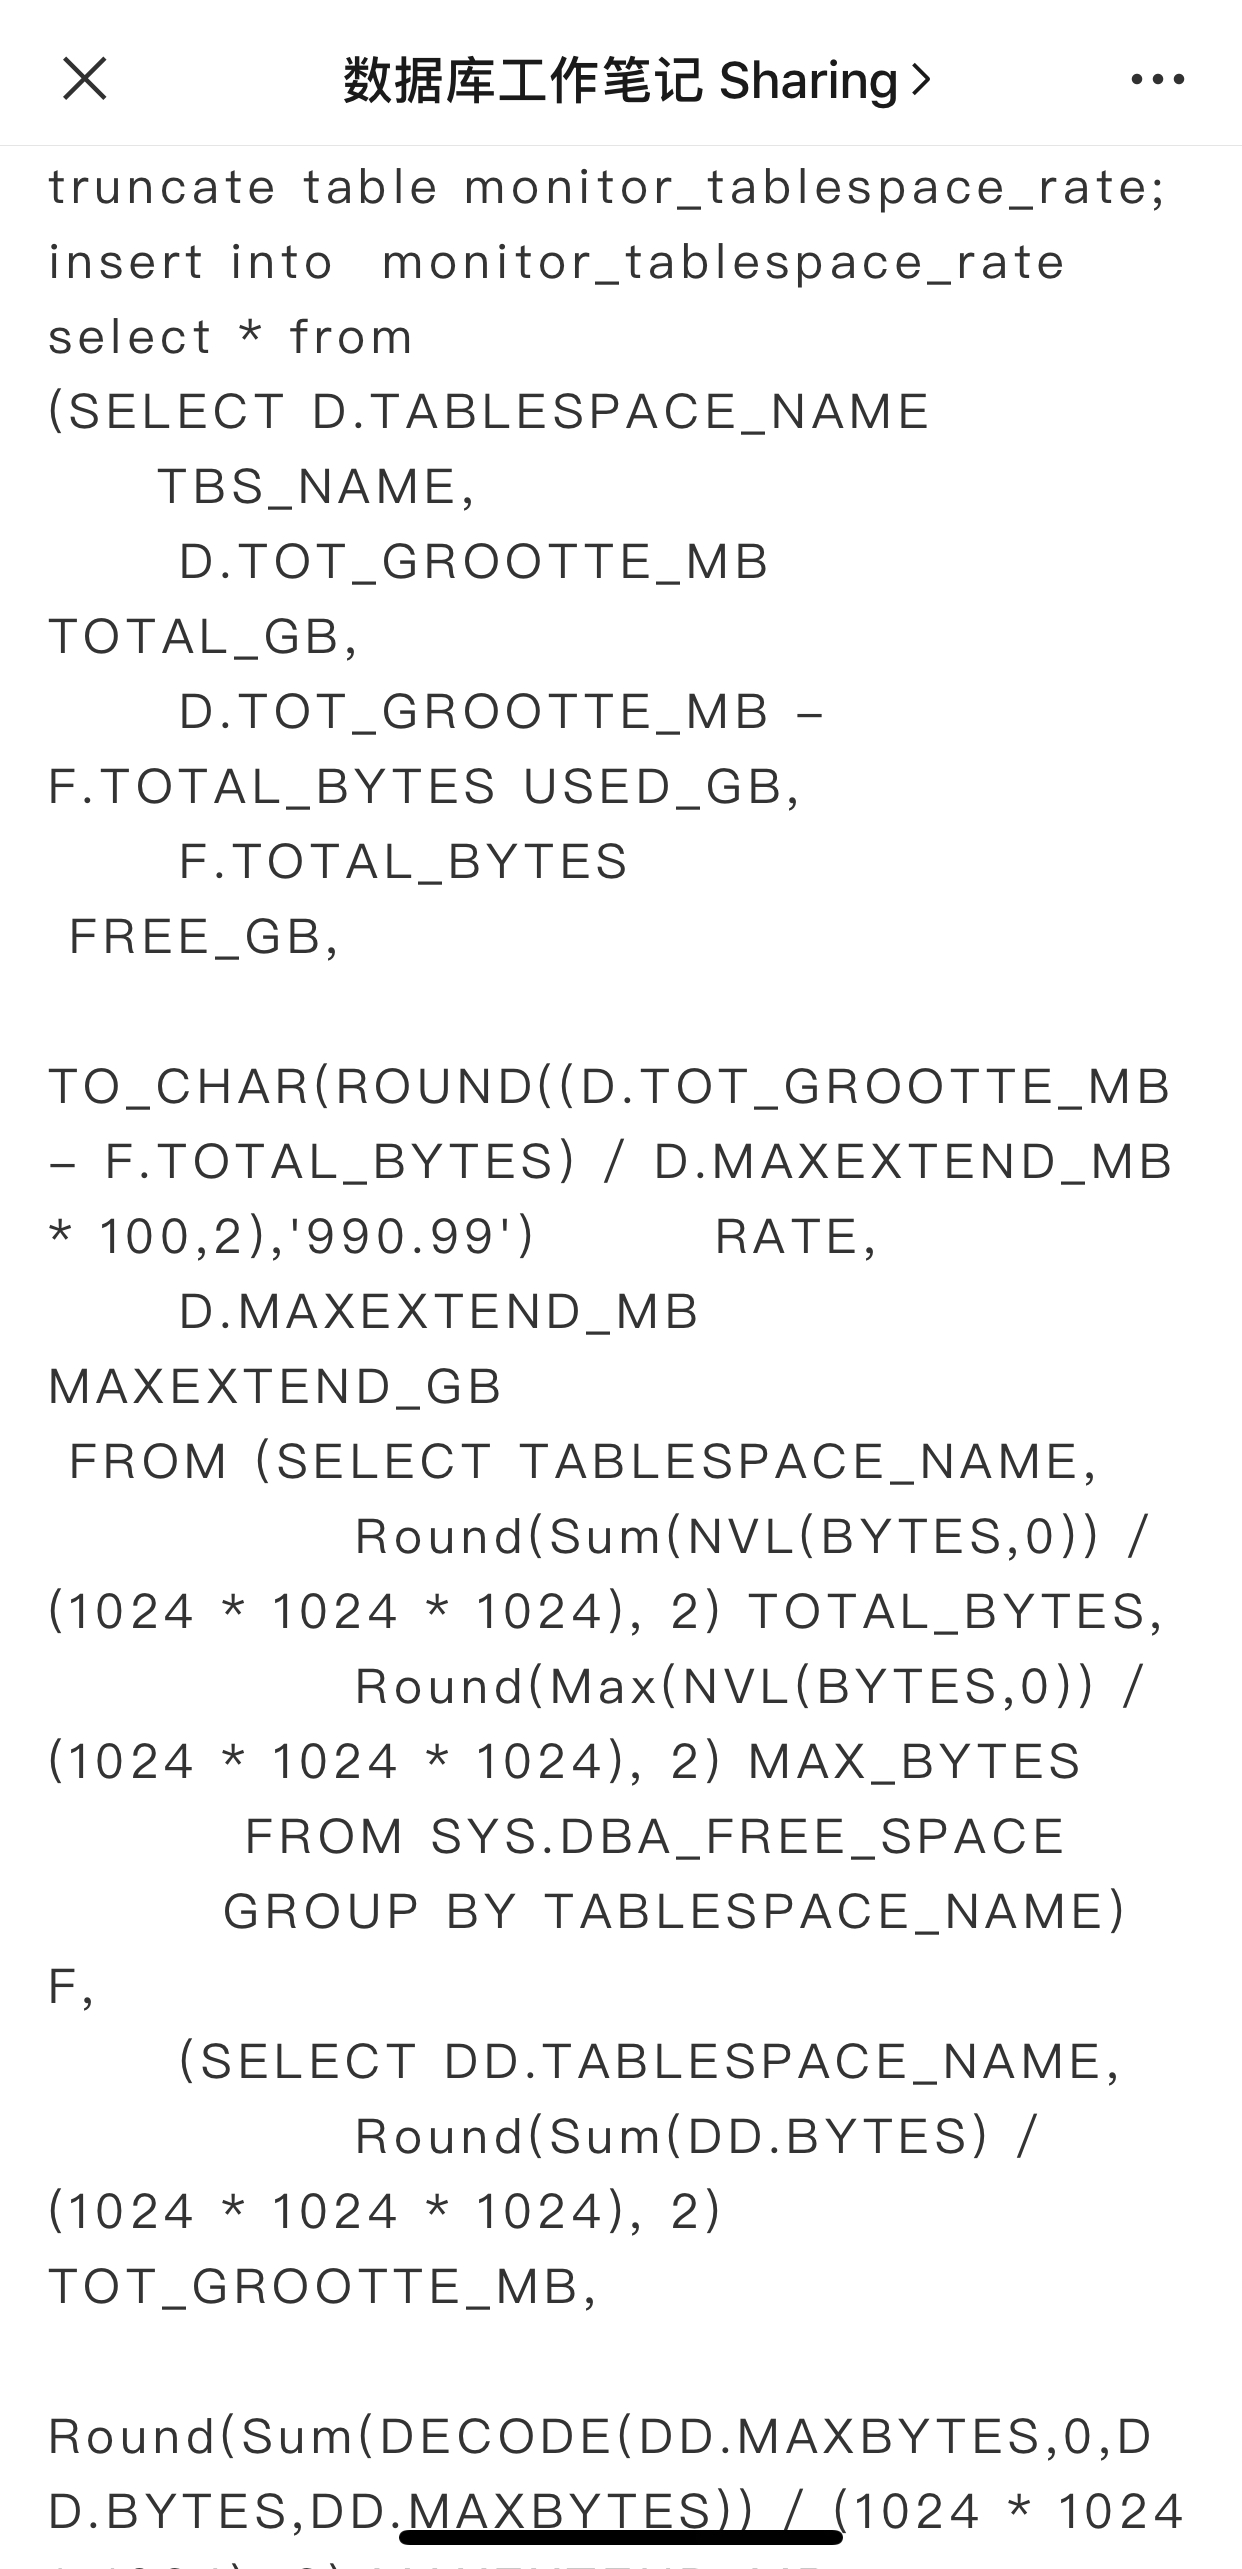 数据库工作笔记 Sharing
truncate table monitor_tablespace_rate;
insert into  monitor_tablespace_rate
select * from
(SELECT D.TABLESPACE_NAME
TBS_NAME,
D.TOT_GROOTTE_MB
TOTAL_GB,
D.TOT_GROOTTE_MB -
F.TOTAL_BYTES USED_GB,
F.TOTAL_BYTES
FREE_GB,
TO_CHAR(ROUND((D.TOT_GROOTTE_MB
- F.TOTAL_BYTES) / D.MAXEXTEND_MB
* 100,2),'990.99')       RATE,
D.MAXEXTEND_MB
MAXEXTEND_GB
FROM (SELECT TABLESPACE_NAME,
Round(Sum(NVL(BYTES,0)) /
(1024 * 1024 * 1024), 2) TOTAL_BYTES,
Round(Max(NVL(BYTES,0)) /
(1024 * 1024 * 1024), 2) MAX_BYTES
FROM SYS.DBA_FREE_SPACE
GROUP BY TABLESPACE_NAME)
F,
(SELECT DD.TABLESPACE_NAME,
Round(Sum(DD.BYTES) /
(1024 * 1024 * 1024), 2)
TOT_GROOTTE_MB,
Round(Sum(DECODE(DD.MAXBYTES,0,D
D.BYTES,DD.MAXBYTES)) / (1024 * 1024